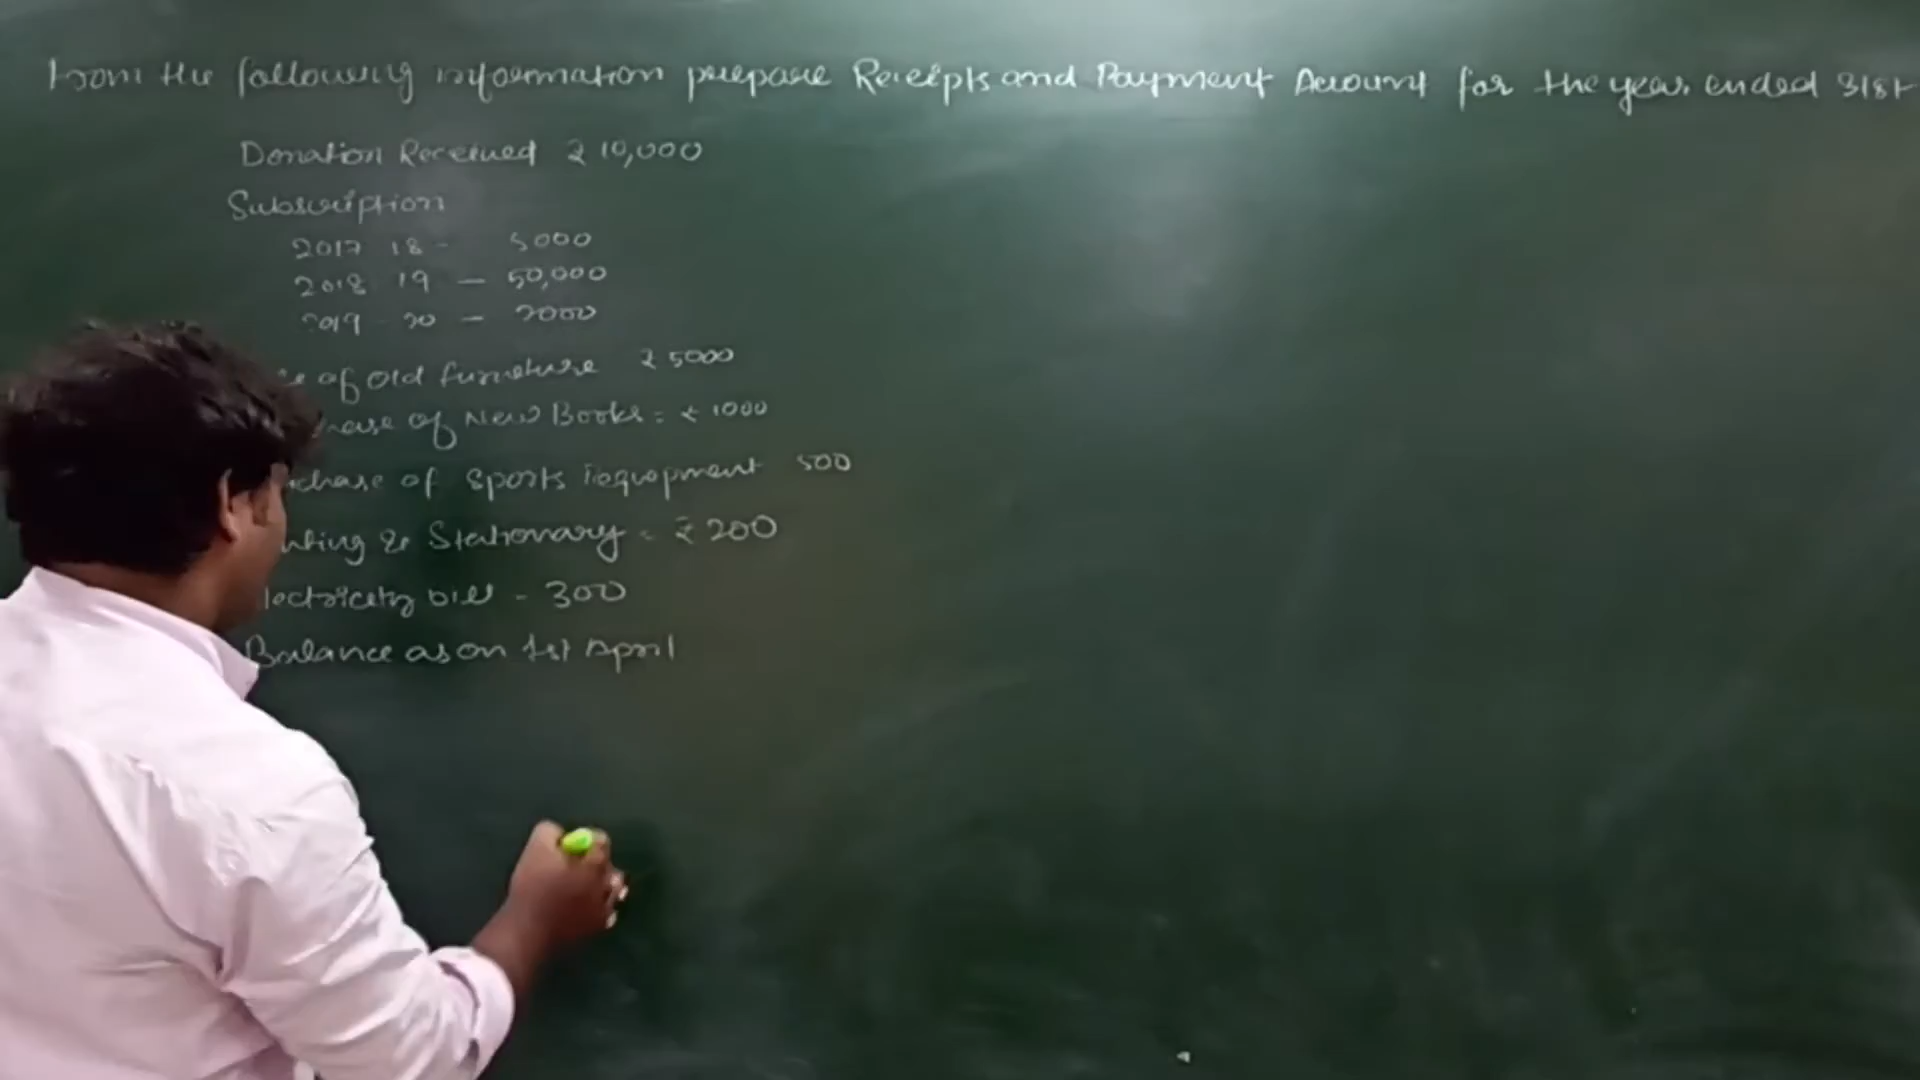 From the following information prepare Receipts and Payment Account for the year ended 31st
Donation Received ₹ 10,000
Subscription
2017 18 - 5000
2018 19 - 50,000
2019 - 20 - 2000
of Old furniture ₹ 5000
of New Books = ₹ 1000
of Sports Equipment 500
& Stationary = ₹ 200
bill - 300
Balance as on 1st April